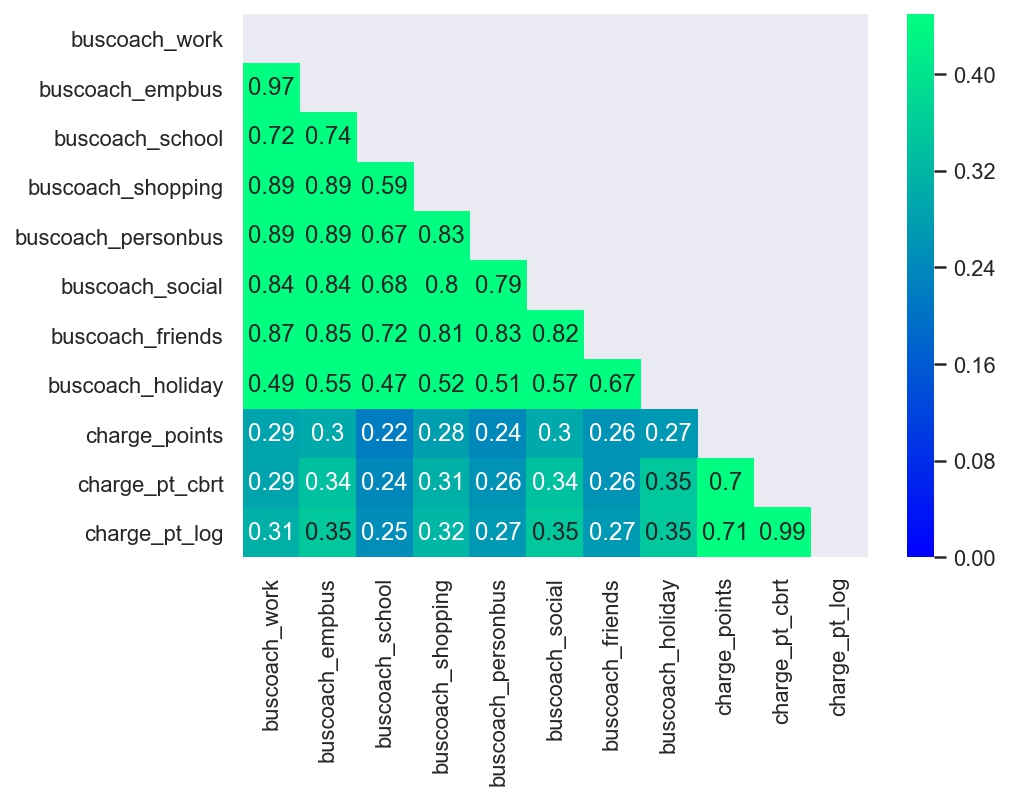 buscoach_work
buscoach_empbus 0.97
buscoach_school 0.72 0.74
buscoach_shopping 0.89 0.89 0.59
buscoach_personbus 0.89 0.89 0.67 0.83
buscoach_social 0.84 0.84 0.68 0.8 0.79
buscoach_friends 0.87 0.85 0.72 0.81 0.83 0.82
buscoach_holiday 0.49 0.55 0.47 0.52 0.51 0.57 0.67
charge_points 0.29 0.3 0.22 0.28 0.24 0.3 0.26 0.27
charge_pt_cbrt 0.29 0.34 0.24 0.31 0.26 0.34 0.26 0.35 0.7
charge_pt_log 0.31 0.35 0.25 0.32 0.27 0.35 0.27 0.35 0.71 0.99
buscoach_work
buscoach_empbus
buscoach_school
buscoach_shopping
buscoach_personbus
buscoach_social
buscoach_friends
buscoach_holiday
charge_points
charge_pt_cbrt
charge_pt_log
0.40
0.32
0.24
0.16
0.08
0.00